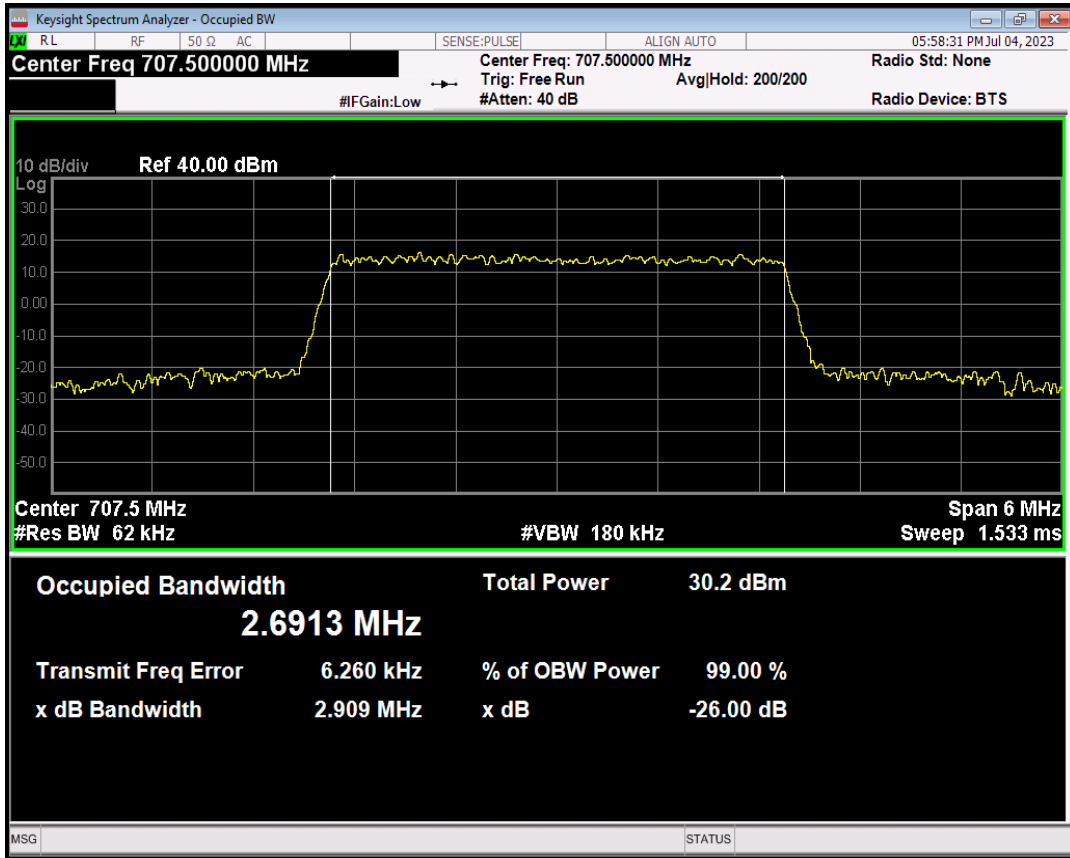 Keysight Spectrum Analyzer - Occupied BW
LXI RL RF 50 Ω AC SENSE:PULSE ALIGN AUTO 05:58:31 PM Jul 04, 2023
Center Freq 707.500000 MHz
Center Freq: 707.500000 MHz Radio Std: None
Trig: Free Run Avg|Hold: 200/200
#IFGain:Low #Atten: 40 dB Radio Device: BTS
10 dB/div Ref 40.00 dBm
Log
30.0
20.0
10.0
0.00
-10.0
-20.0
-30.0
-40.0
-50.0
Center 707.5 MHz Span 6 MHz
#Res BW 62 kHz #VBW 180 kHz Sweep 1.533 ms
Occupied Bandwidth Total Power 30.2 dBm
2.6913 MHz
Transmit Freq Error 6.260 kHz % of OBW Power 99.00 %
x dB Bandwidth 2.909 MHz x dB -26.00 dB
MSG STATUS